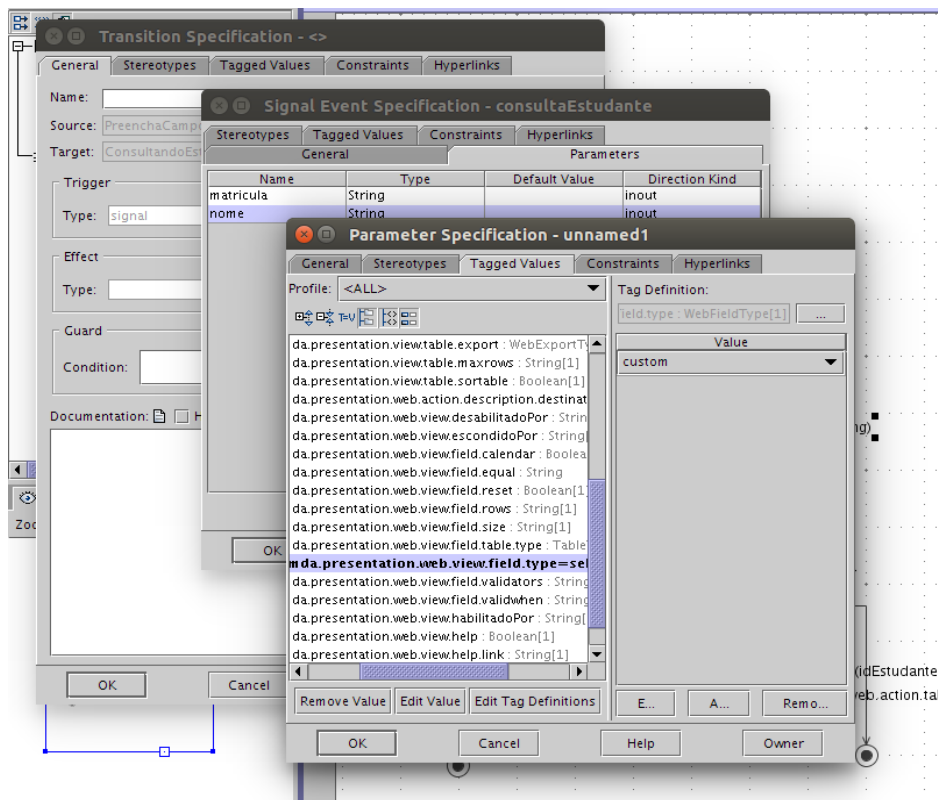 Transition Specification - <>
General Stereotypes Tagged Values Constraints Hyperlinks
Name:
Source: PreenchaCampo
Target: ConsultandoEst
Trigger
Type: signal
Effect
Type:
Guard
Condition:
Documentation: H
OK Cancel
Zoo
Signal Event Specification - consultaEstudante
Stereotypes Tagged Values Constraints Hyperlinks
General Parameters
Name Type Default Value Direction Kind
matricula String inout
nome String inout
OK
Parameter Specification - unnamed1
General Stereotypes Tagged Values Constraints Hyperlinks
Profile: <ALL>
T=V
da.presentation.view.table.export : WebExportTy
da.presentation.view.table.maxrows : String[1]
da.presentation.view.table.sortable : Boolean[1]
da.presentation.web.action.description.destinat
da.presentation.web.view.desabilitadoPor : Strin
da.presentation.web.view.escondidoPor : String[
da.presentation.web.view.field.calendar : Boolea
da.presentation.web.view.field.equal : String
da.presentation.web.view.field.reset : Boolean[1]
da.presentation.web.view.field.rows : String[1]
da.presentation.web.view.field.size : String[1]
da.presentation.web.view.field.table.type : TableT
mda.presentation.web.view.field.type=sel
da.presentation.web.view.field.validators : String
da.presentation.web.view.field.validwhen : String
da.presentation.web.view.habilitadoPor : String[
da.presentation.web.view.help : Boolean[1]
da.presentation.web.view.help.link : String[1]
Remove Value Edit Value Edit Tag Definitions
Tag Definition:
ield.type : WebFieldType[1] ...
Value
custom
E... A... Remo...
OK Cancel Help Owner
ng)
(idEstudante
eb.action.tab